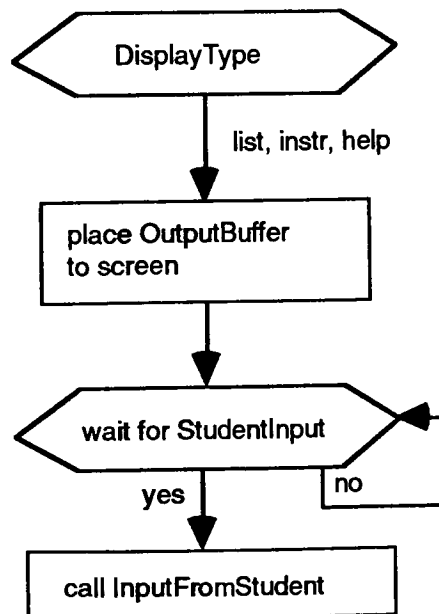 DisplayType
list, instr, help
place OutputBuffer
to screen
wait for StudentInput
yes
no
call InputFromStudent